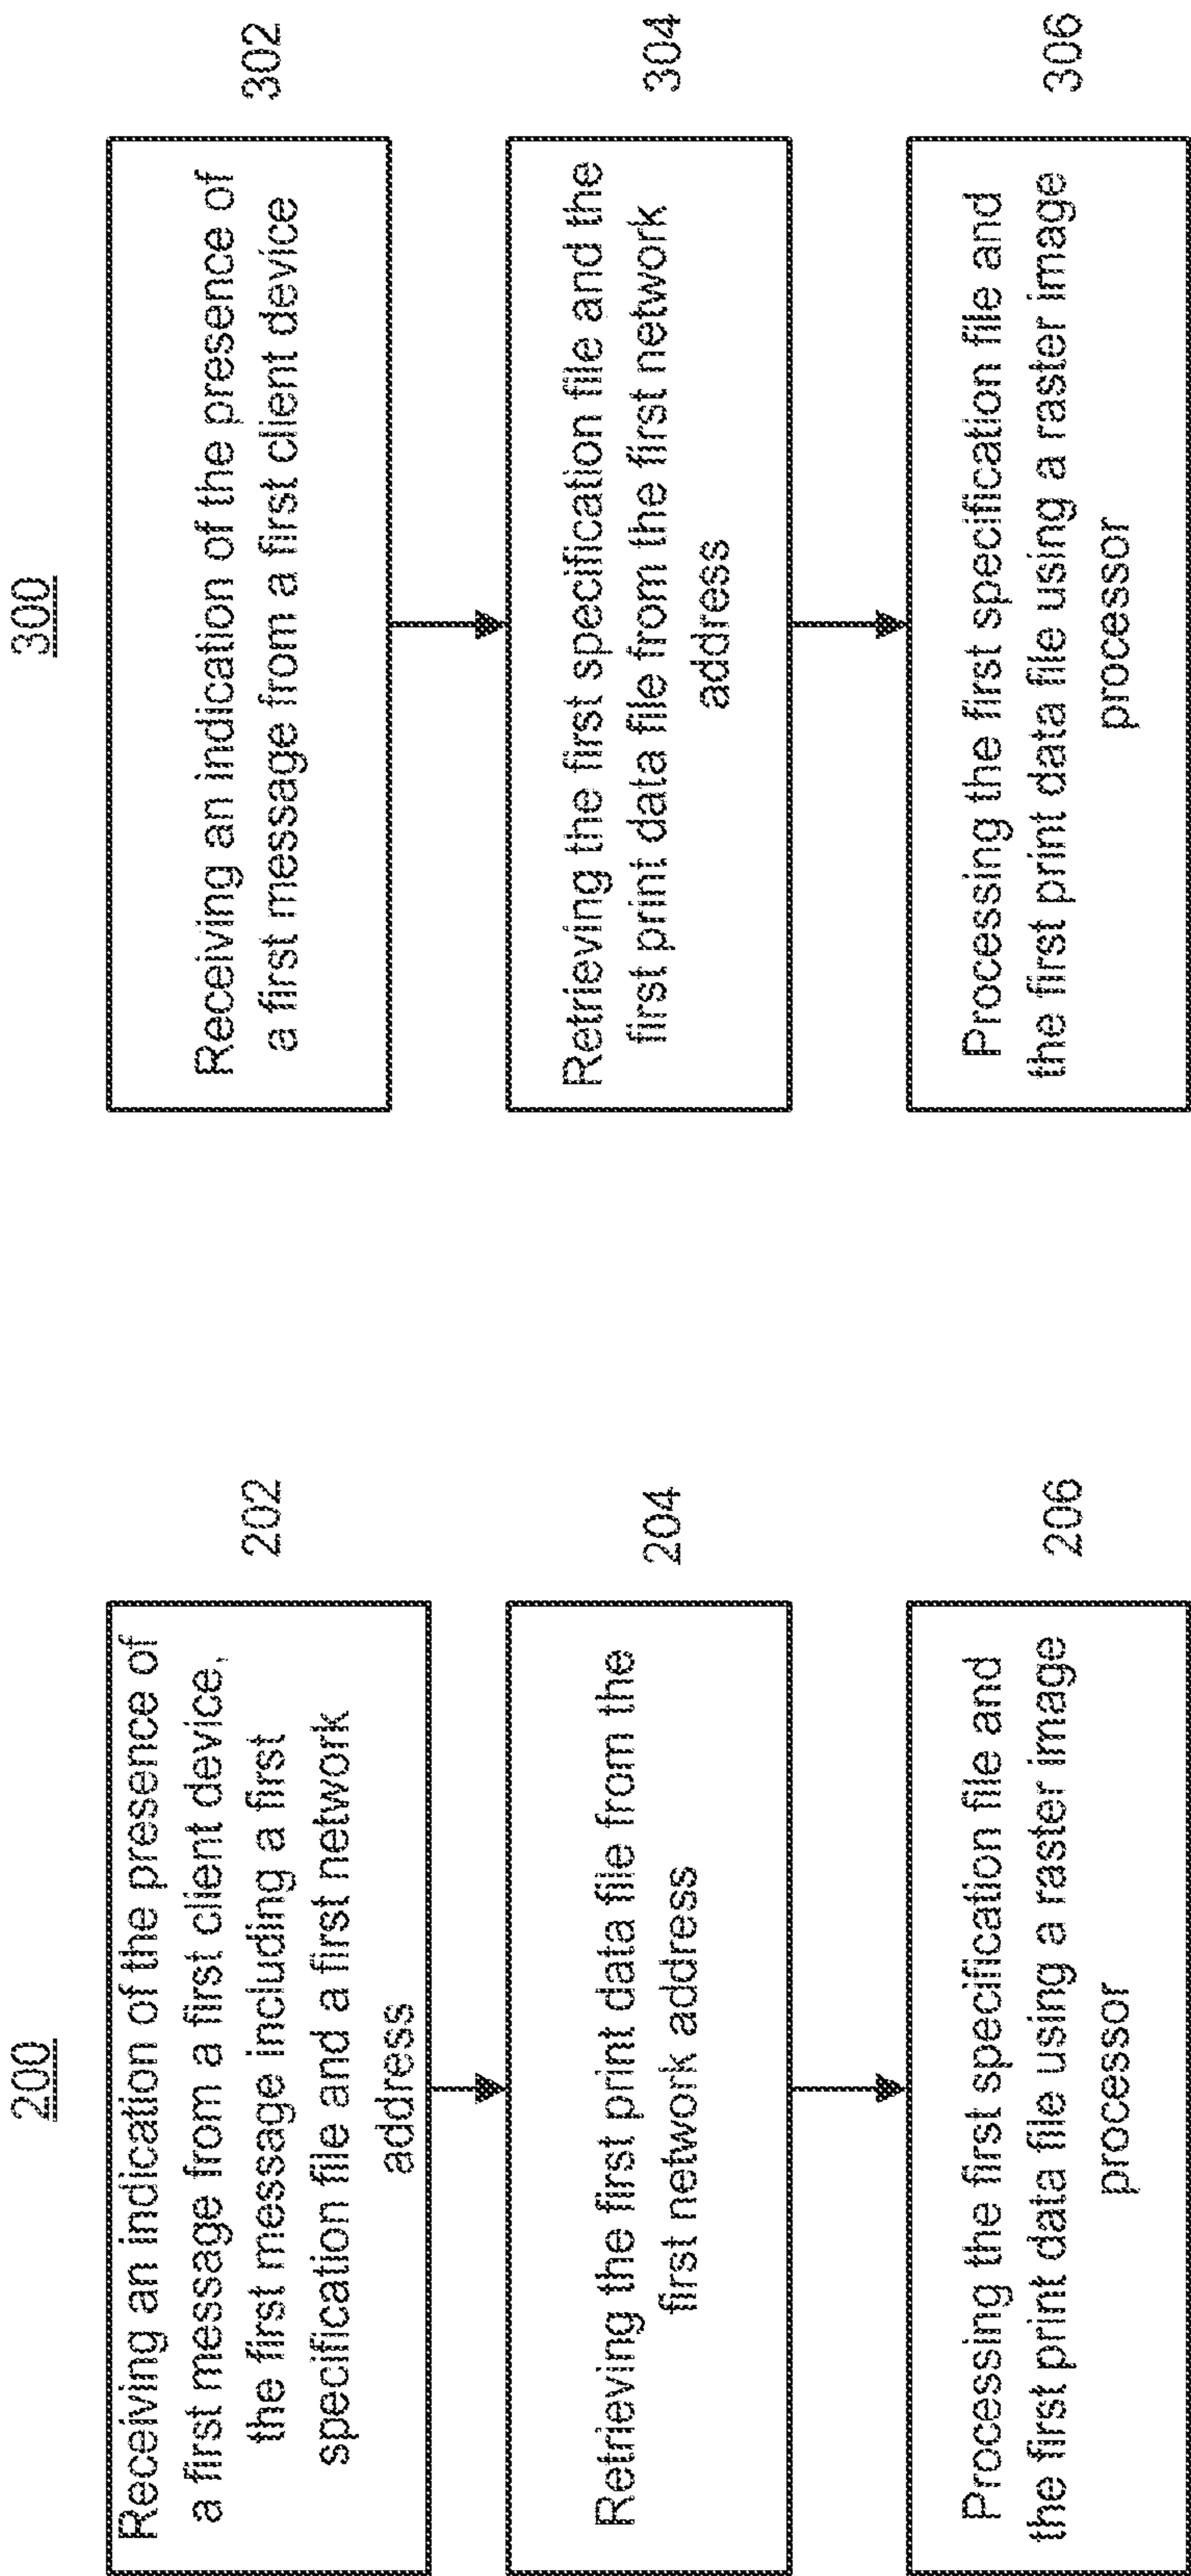 200
Receiving an indication of the presence of
a first message from a first client device,
the first message including a first
specification file and a first network
address
202
Retrieving the first print data file from the
first network address
204
Processing the first specification file and
the first print data file using a raster image
processor
206
300
Receiving an indication of the presence of
a first message from a first client device
302
Retrieving the first specification file and the
first print data file from the first network
address
304
Processing the first specification file and
the first print data file using a raster image
processor
306